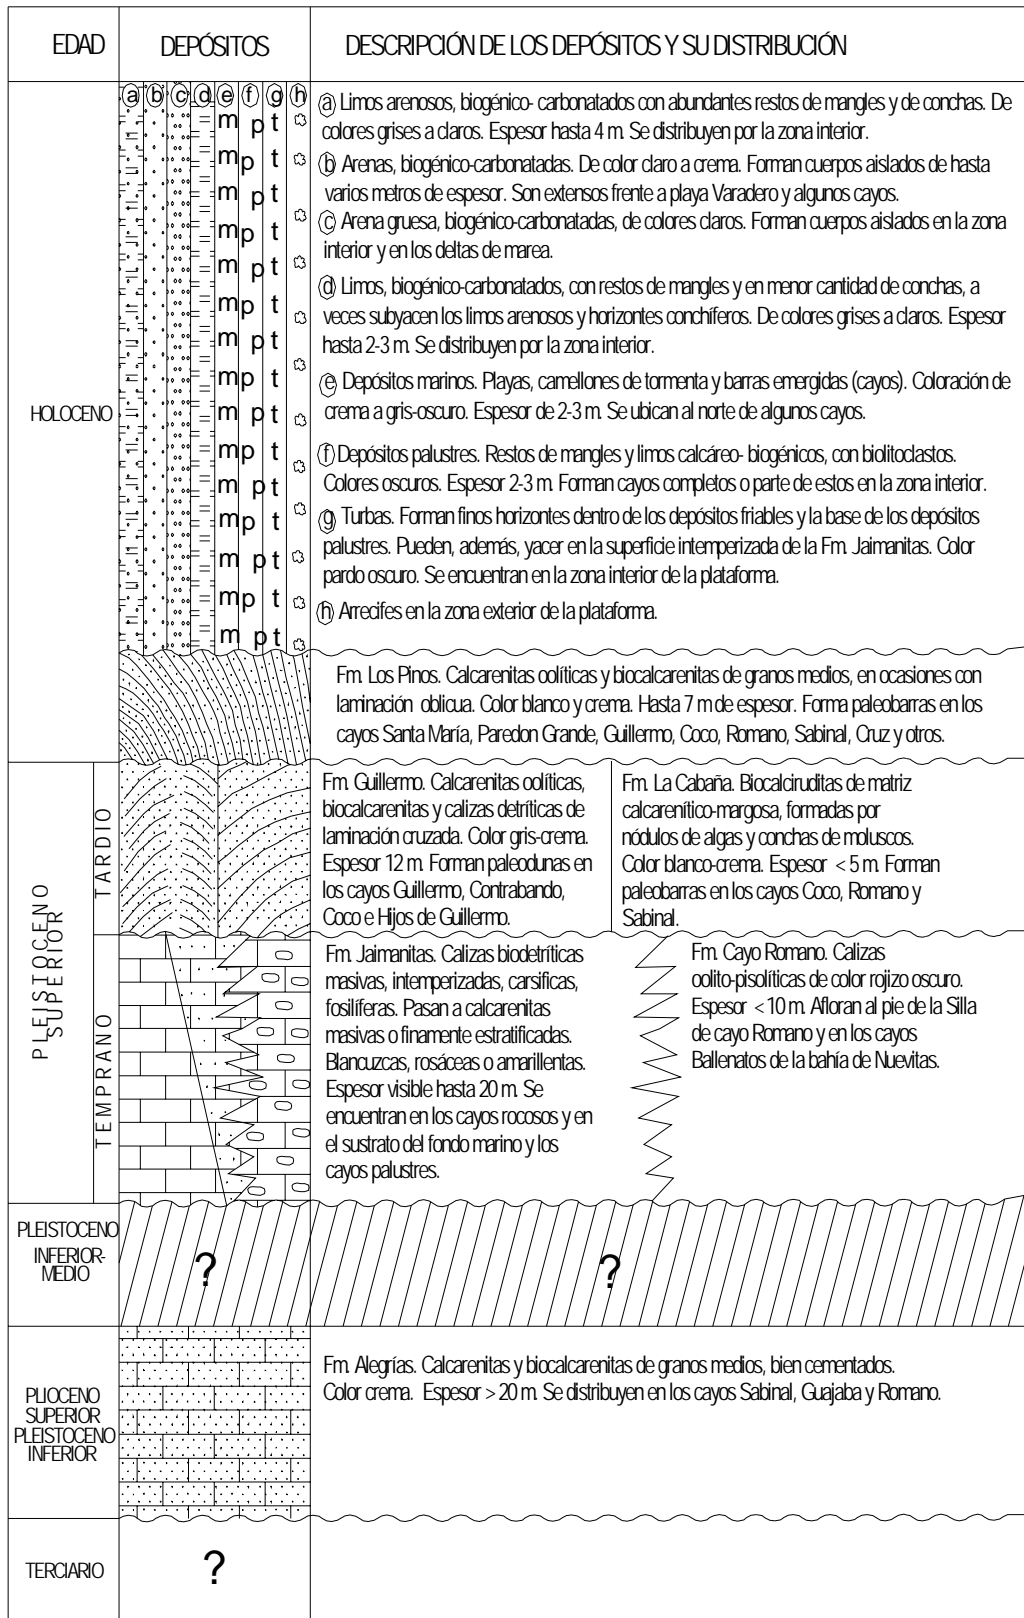 EDAD DEPÓSITOS DESCRIPCIÓN DE LOS DEPÓSITOS Y SU DISTRIBUCIÓN
HOLOCENO
a b c d e f g h
m p t
mp t
m pt
mp t
m pt
mp t
m pt
mp t
m pt
mp t
m pt
mp t
m pt
mp t
m pt
a Limos arenosos, biogénico- carbonatados con abundantes restos de mangles y de conchas. De
colores grises a claros. Espesor hasta 4 m. Se distribuyen por la zona interior.
b Arenas, biogénico-carbonatadas. De color claro a crema. Forman cuerpos aislados de hasta
varios metros de espesor. Son extensos frente a playa Varadero y algunos cayos.
c Arena gruesa, biogénico-carbonatadas, de colores claros. Forman cuerpos aislados en la zona
interior y en los deltas de marea.
d Limos, biogénico-carbonatados, con restos de mangles y en menor cantidad de conchas, a
veces subyacen los limos arenosos y horizontes conchíferos. De colores grises a claros. Espesor
hasta 2-3 m. Se distribuyen por la zona interior.
e Depósitos marinos. Playas, camellones de tormenta y barras emergidas (cayos). Coloración de
crema a gris-oscuro. Espesor de 2-3 m. Se ubican al norte de algunos cayos.
f Depósitos palustres. Restos de mangles y limos calcáreo- biogénicos, con biolitoclastos.
Colores oscuros. Espesor 2-3 m. Forman cayos completos o parte de estos en la zona interior.
g Turbas. Forman finos horizontes dentro de los depósitos friables y la base de los depósitos
palustres. Pueden, además, yacer en la superficie intemperizada de la Fm. Jaimanitas. Color
pardo oscuro. Se encuentran en la zona interior de la plataforma.
h Arrecifes en la zona exterior de la plataforma.
Fm. Los Pinos. Calcarenitas oolíticas y biocalcarenitas de granos medios, en ocasiones con
laminación oblicua. Color blanco y crema. Hasta 7 m de espesor. Forma paleobarras en los
cayos Santa María, Paredon Grande, Guillermo, Coco, Romano, Sabinal, Cruz y otros.
PLEISIOCENO
SUPERIOR
TARDIO
Fm. Guillermo. Calcarenitas oolíticas,
biocalcarenitas y calizas detríticas de
laminación cruzada. Color gris-crema.
Espesor 12 m. Forman paleodunas en
los cayos Guillermo, Contrabando,
Coco e Hijos de Guillermo.
Fm. La Cabaña. Biocalciruditas de matriz
calcarenítico-margosa, formadas por
nódulos de algas y conchas de moluscos.
Color blanco-crema. Espesor < 5 m. Forman
paleobarras en los cayos Coco, Romano y
Sabinal.
TEMPRANO
Fm. Jaimanitas. Calizas biodetríticas
masivas, intemperizadas, carsificas,
fosilíferas. Pasan a calcarenitas
masivas o finamente estratificadas.
Blancuzcas, rosáceas o amarillentas.
Espesor visible hasta 20 m. Se
encuentran en los cayos rocosos y en
el sustrato del fondo marino y los
cayos palustres.
Fm. Cayo Romano. Calizas
oolito-pisolíticas de color rojizo oscuro.
Espesor < 10 m. Afloran al pie de la Silla
de cayo Romano y en los cayos
Ballenatos de la bahía de Nuevitas.
PLEISTOCENO
INFERIOR-
MEDIO
? ?
PLIOCENO
SUPERIOR
PLEISTOCENO
INFERIOR
Fm. Alegrías. Calcarenitas y biocalcarenitas de granos medios, bien cementados.
Color crema. Espesor > 20 m. Se distribuyen en los cayos Sabinal, Guajaba y Romano.
TERCIARIO ?